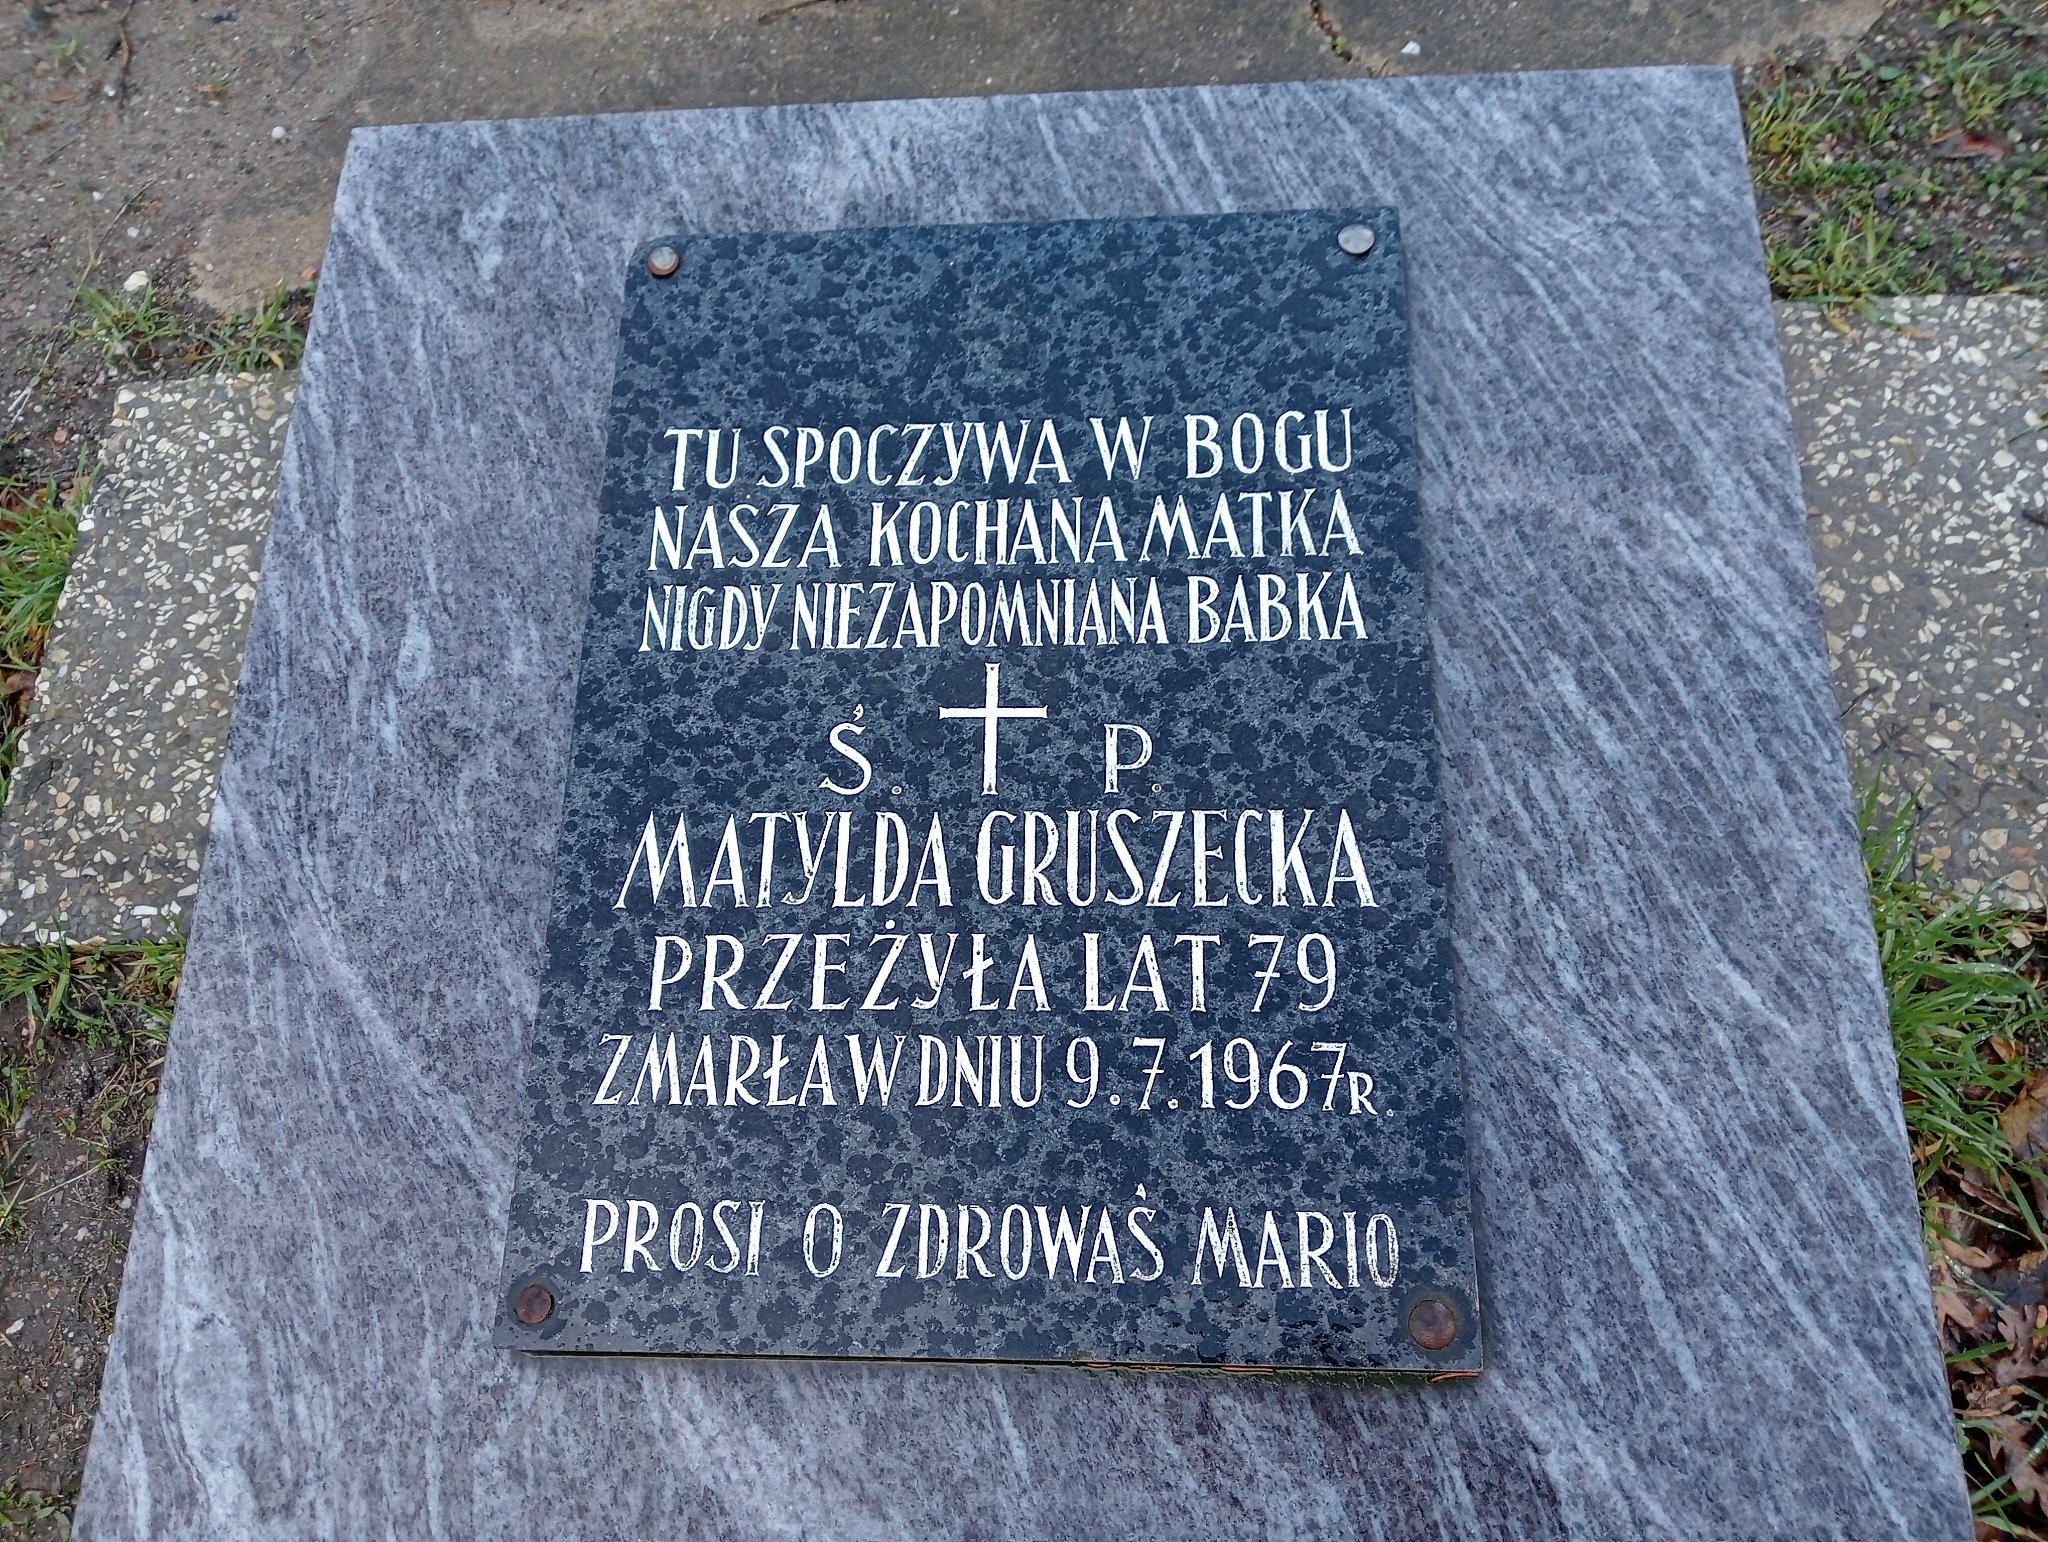 TU SPOCZYWA W BOGU
NASZA KOCHANA MATKA
NIGDY NIEZAPOMNIANA BABKA
Ś. P.
MATYLDA GRUSZECKA
PRZEŻYŁA LAT 79
ZMARŁA W DNIU 9.7.1967R.
PROSI O ZDROWAŚ MARIO